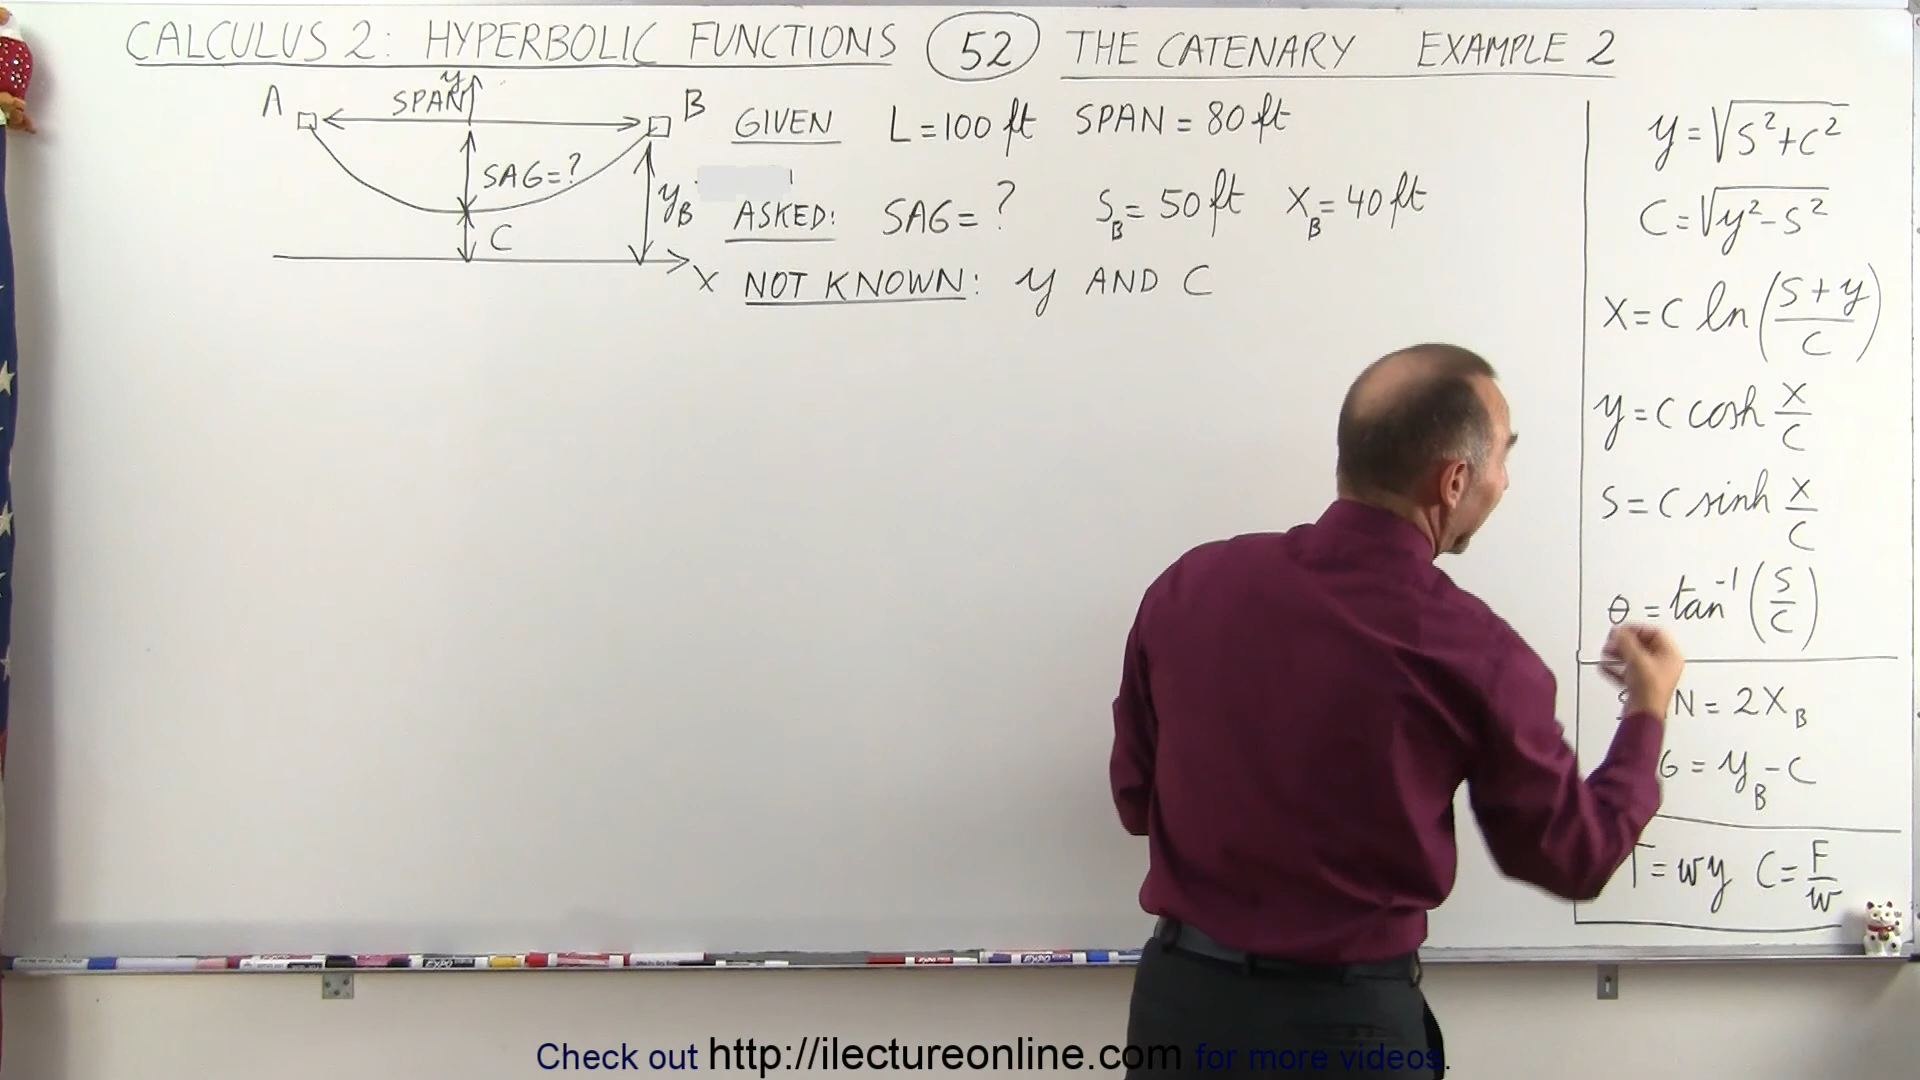 CALCULUS 2: HYPERBOLIC FUNCTIONS 52 THE CATENARY EXAMPLE 2
y
A SPAN B
SAG=?
C
y_B
X
GIVEN L=100 ft SPAN = 80 ft
ASKED: SAG= ? S_B = 50 ft X_B = 40 ft
NOT KNOWN: y AND C
y = √(S²+C²)
C = √(y²-S²)
X = C ln((S+y)/C)
y = C cosh X/C
S = C sinh X/C
θ = tan⁻¹(S/C)
N = 2X_B
G = y_B - C
T = wy C = F/w
EXPO
Check out http://ilectureonline.com for more videos.